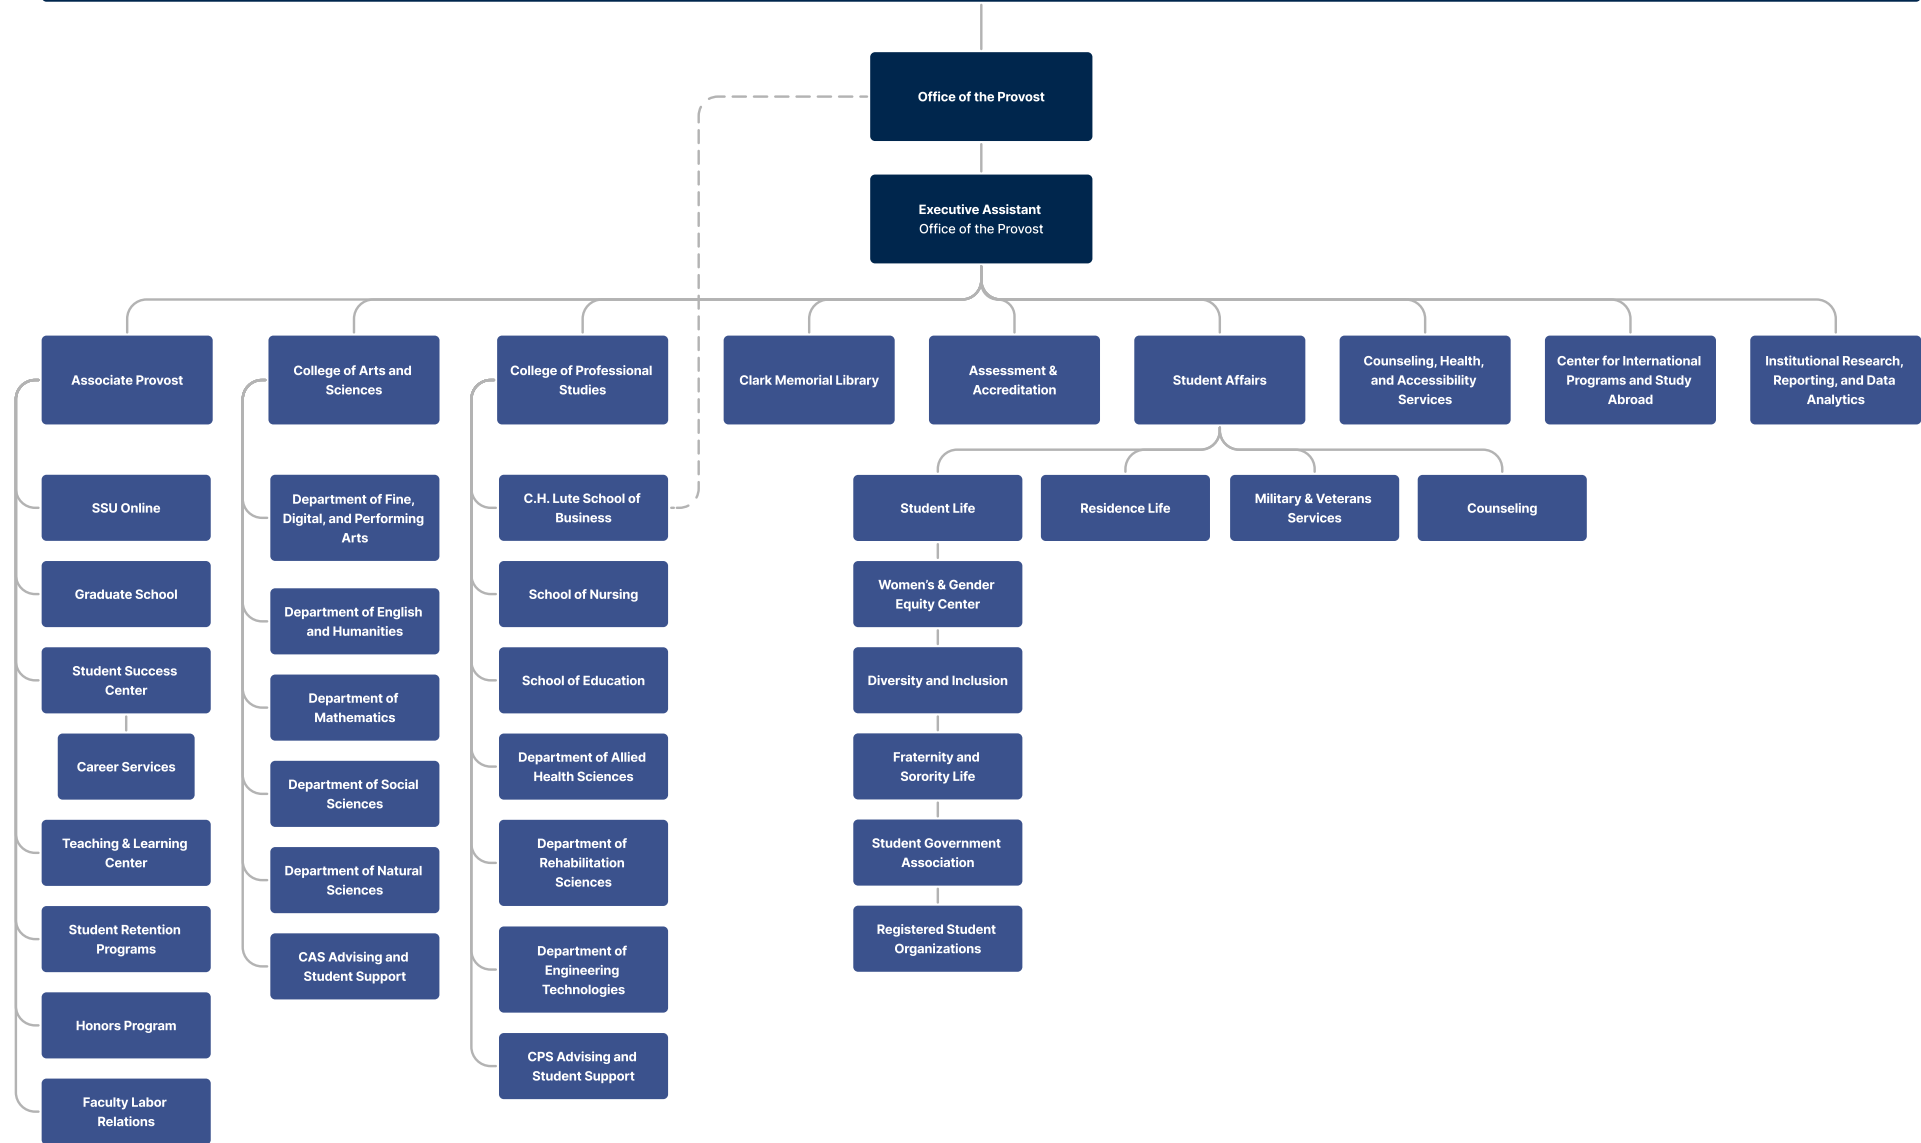 Office of the Provost
Executive Assistant
Office of the Provost
Associate Provost
College of Arts and
Sciences
College of Professional
Studies
Clark Memorial Library
Assessment &
Accreditation
Student Affairs
Counseling, Health,
and Accessibility
Services
Center for International
Programs and Study
Abroad
Institutional Research,
Reporting, and Data
Analytics
SSU Online
Graduate School
Student Success
Center
Career Services
Teaching & Learning
Center
Student Retention
Programs
Honors Program
Faculty Labor
Relations
Department of Fine,
Digital, and Performing
Arts
Department of English
and Humanities
Department of
Mathematics
Department of Social
Sciences
Department of Natural
Sciences
CAS Advising and
Student Support
C.H. Lute School of
Business
School of Nursing
School of Education
Department of Allied
Health Sciences
Department of
Rehabilitation
Sciences
Department of
Engineering
Technologies
CPS Advising and
Student Support
Student Life
Women’s & Gender
Equity Center
Diversity and Inclusion
Fraternity and
Sorority Life
Student Government
Association
Registered Student
Organizations
Residence Life
Military & Veterans
Services
Counseling